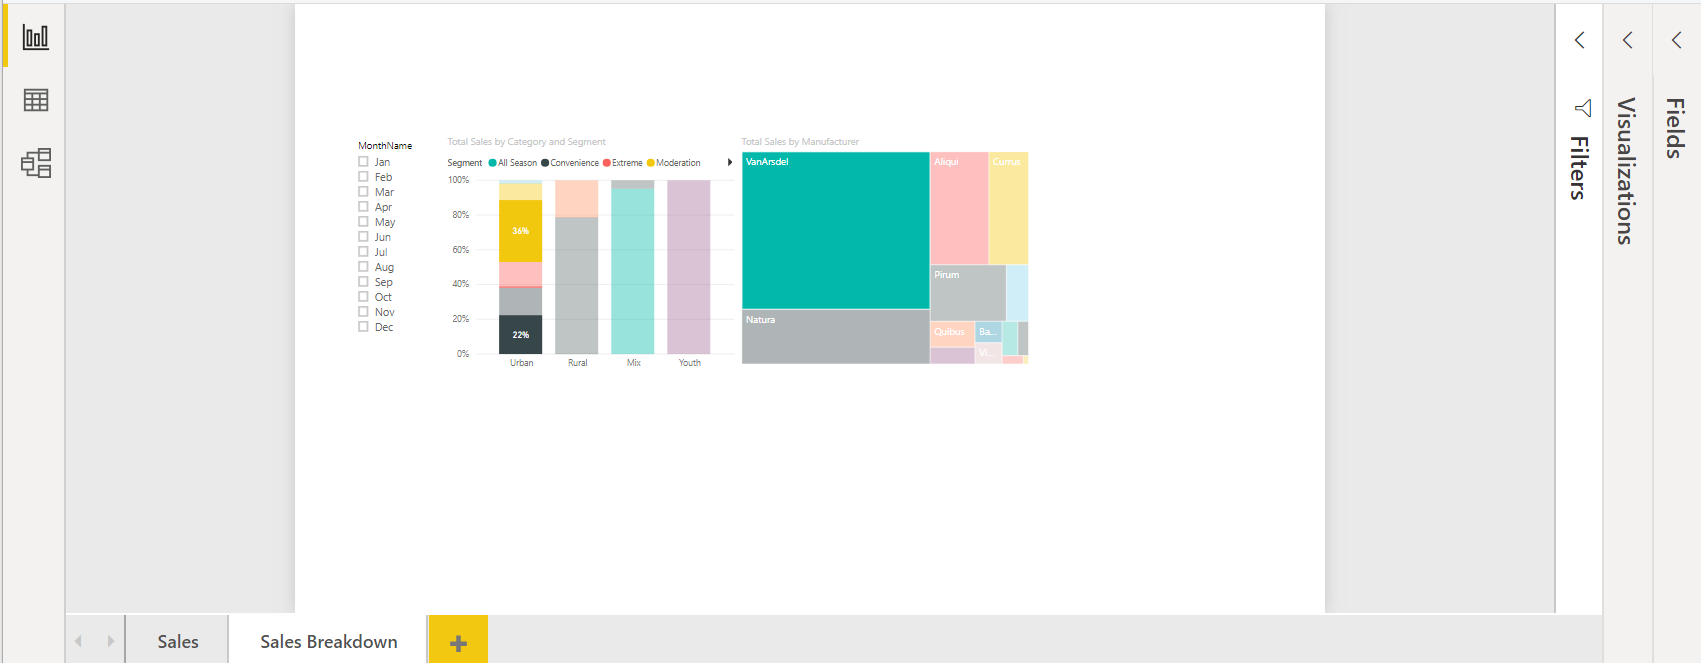 MonthName
Jan
Feb
Mar
Apr
May
Jun
Jul
Aug
Sep
Oct
Nov
Dec
Total Sales by Category and Segment
Segment All Season Convenience Extreme Moderation
100%
80%
60%
40%
20%
0%
36%
22%
Urban Rural Mix Youth
Total Sales by Manufacturer
VanArsdel
Natura
Aliqui
Currus
Pirum
Quibus
Ba...
Vi...
Filters
Visualizations
Fields
Sales
Sales Breakdown